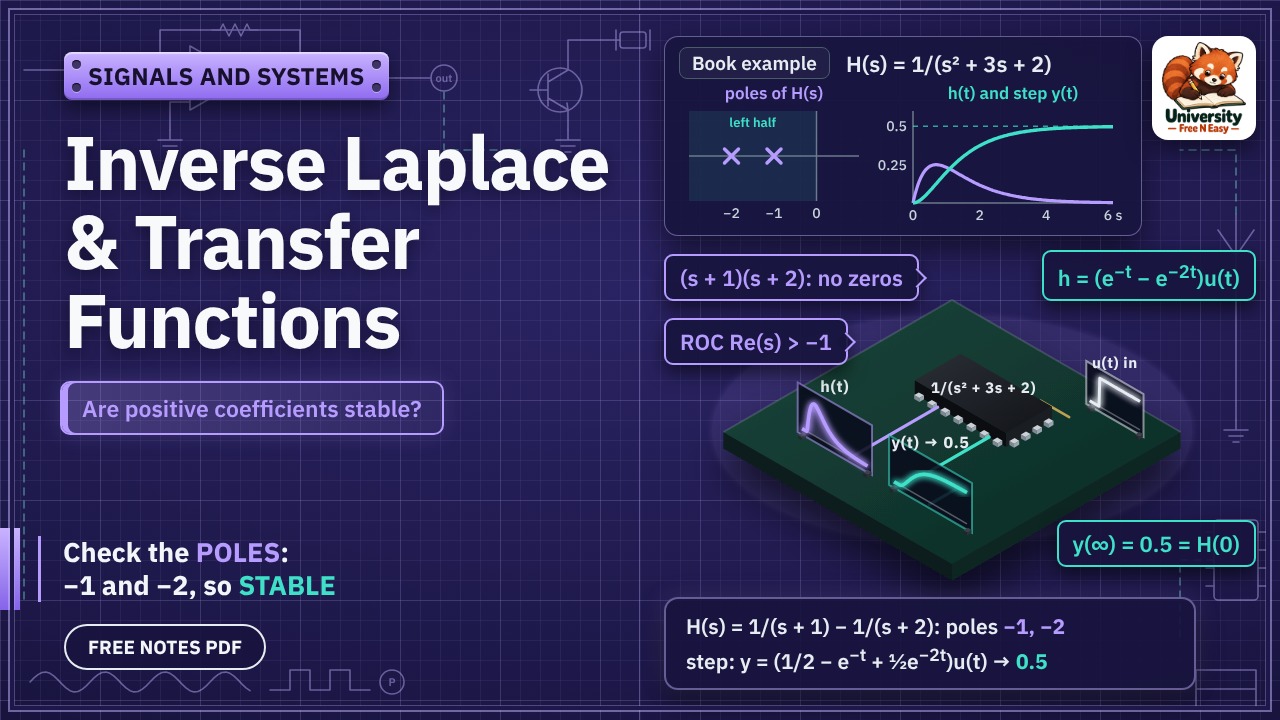 SIGNALS AND SYSTEMS
out
Inverse Laplace
& Transfer
Functions
Are positive coefficients stable?
Check the POLES:
−1 and −2, so STABLE
FREE NOTES PDF
P
Book example
H(s) = 1/(s² + 3s + 2)
poles of H(s)
left half
−2 −1 0
h(t) and step y(t)
0.5
0.25
0 2 4 6 s
University
Free N Easy
(s + 1)(s + 2): no zeros
h = (e⁻ᵗ − e⁻²ᵗ)u(t)
ROC Re(s) > −1
u(t) in
h(t)
1/(s² + 3s + 2)
y(t) → 0.5
y(∞) = 0.5 = H(0)
H(s) = 1/(s + 1) − 1/(s + 2): poles −1, −2
step: y = (1/2 − e⁻ᵗ + ½e⁻²ᵗ)u(t) → 0.5